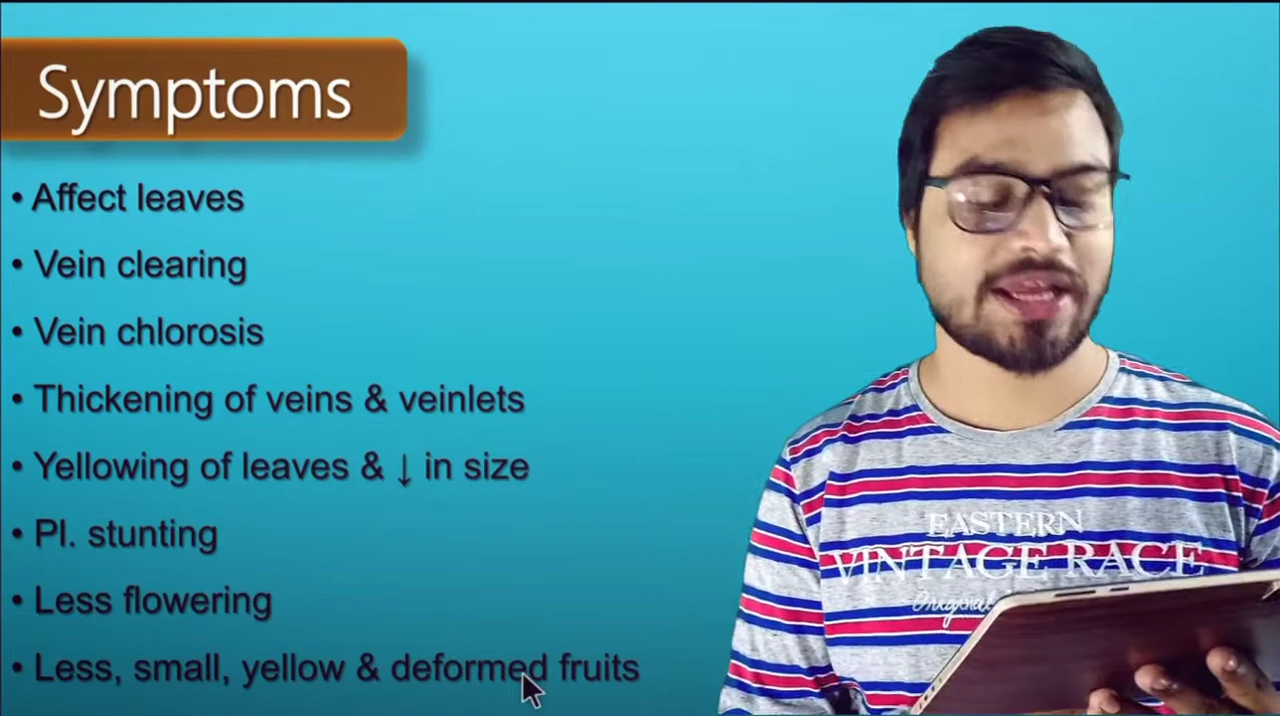 Symptoms
• Affect leaves
• Vein clearing
• Vein chlorosis
• Thickening of veins & veinlets
• Yellowing of leaves & ↓ in size
• Pl. stunting
• Less flowering
• Less, small, yellow & deformed fruits
EASTERN
VINTAGE RACE
Original